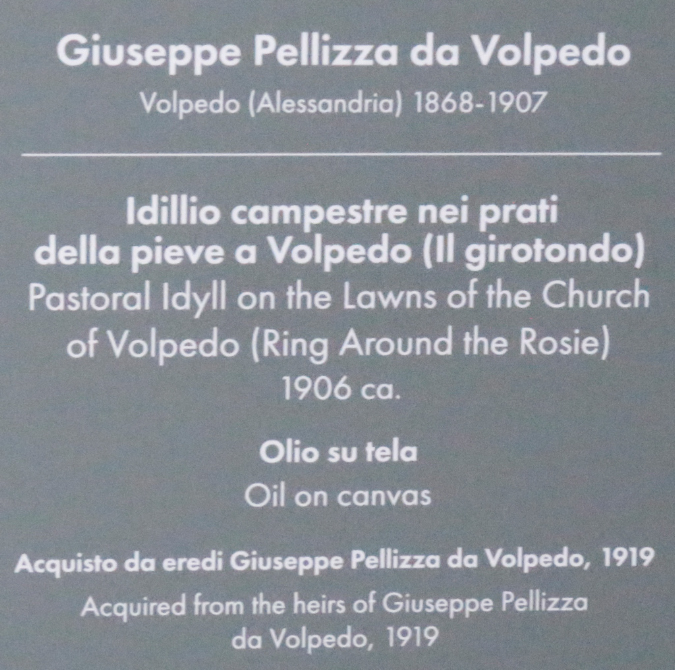 Giuseppe Pellizza da Volpedo
Volpedo (Alessandria) 1868-1907
Idillio campestre nei prati
della pieve a Volpedo (Il girotondo)
Pastoral Idyll on the Lawns of the Church
of Volpedo (Ring Around the Rosie)
1906 ca.
Olio su tela
Oil on canvas
Acquisto da eredi Giuseppe Pellizza da Volpedo, 1919
Acquired from the heirs of Giuseppe Pellizza
da Volpedo, 1919